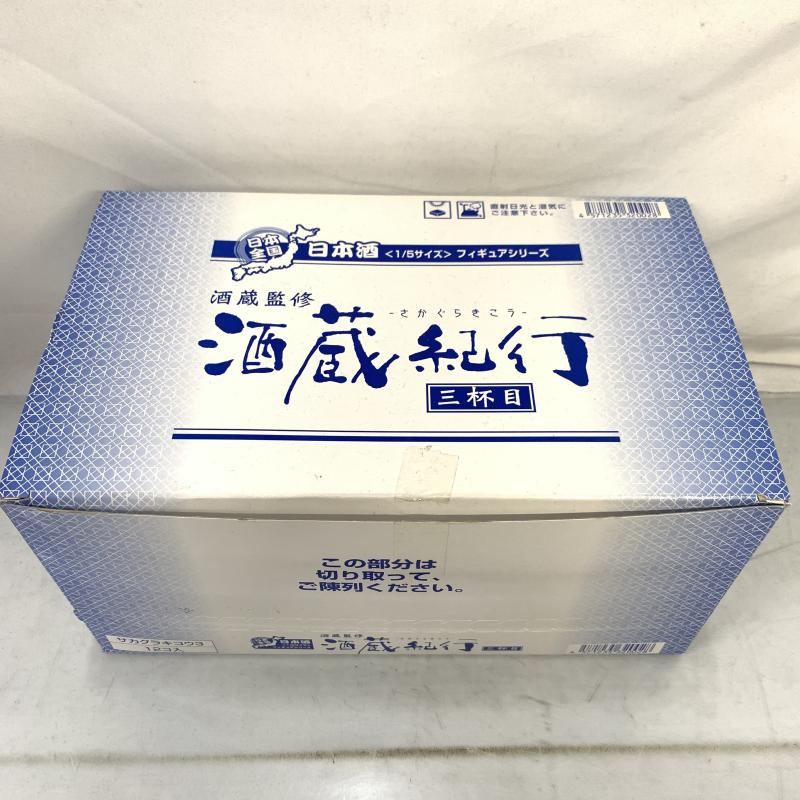 直射日光と湿気に
ご注意下さい。
日本
全国
日本酒 <1/5サイズ> フィギュアシリーズ
酒蔵監修
-さかぐらきこう-
酒蔵紀行
三杯目
この部分は
切り取って、
ご陳列ください。
サカグラキコウ3
12コ入
日本酒
酒蔵監修
酒蔵紀行
三杯目